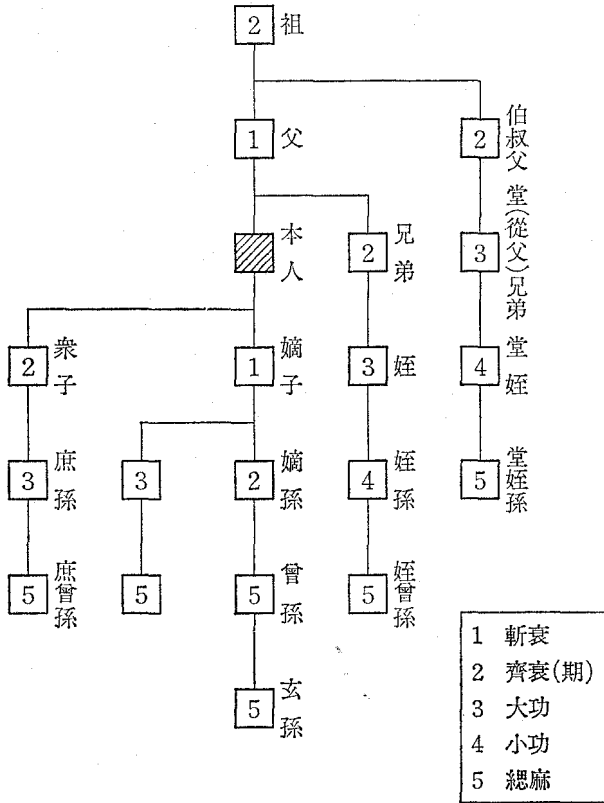 2 祖
1 父
2 伯叔父
本人
2 兄弟
3 堂(從父)兄弟
2 衆子
1 嫡子
3 姪
4 堂姪
3 庶孫
3
2 嫡孫
4 姪孫
5 堂姪孫
5 庶曾孫
5
5 曾孫
5 姪曾孫
5 玄孫
1 斬衰
2 齊衰(期)
3 大功
4 小功
5 緦麻